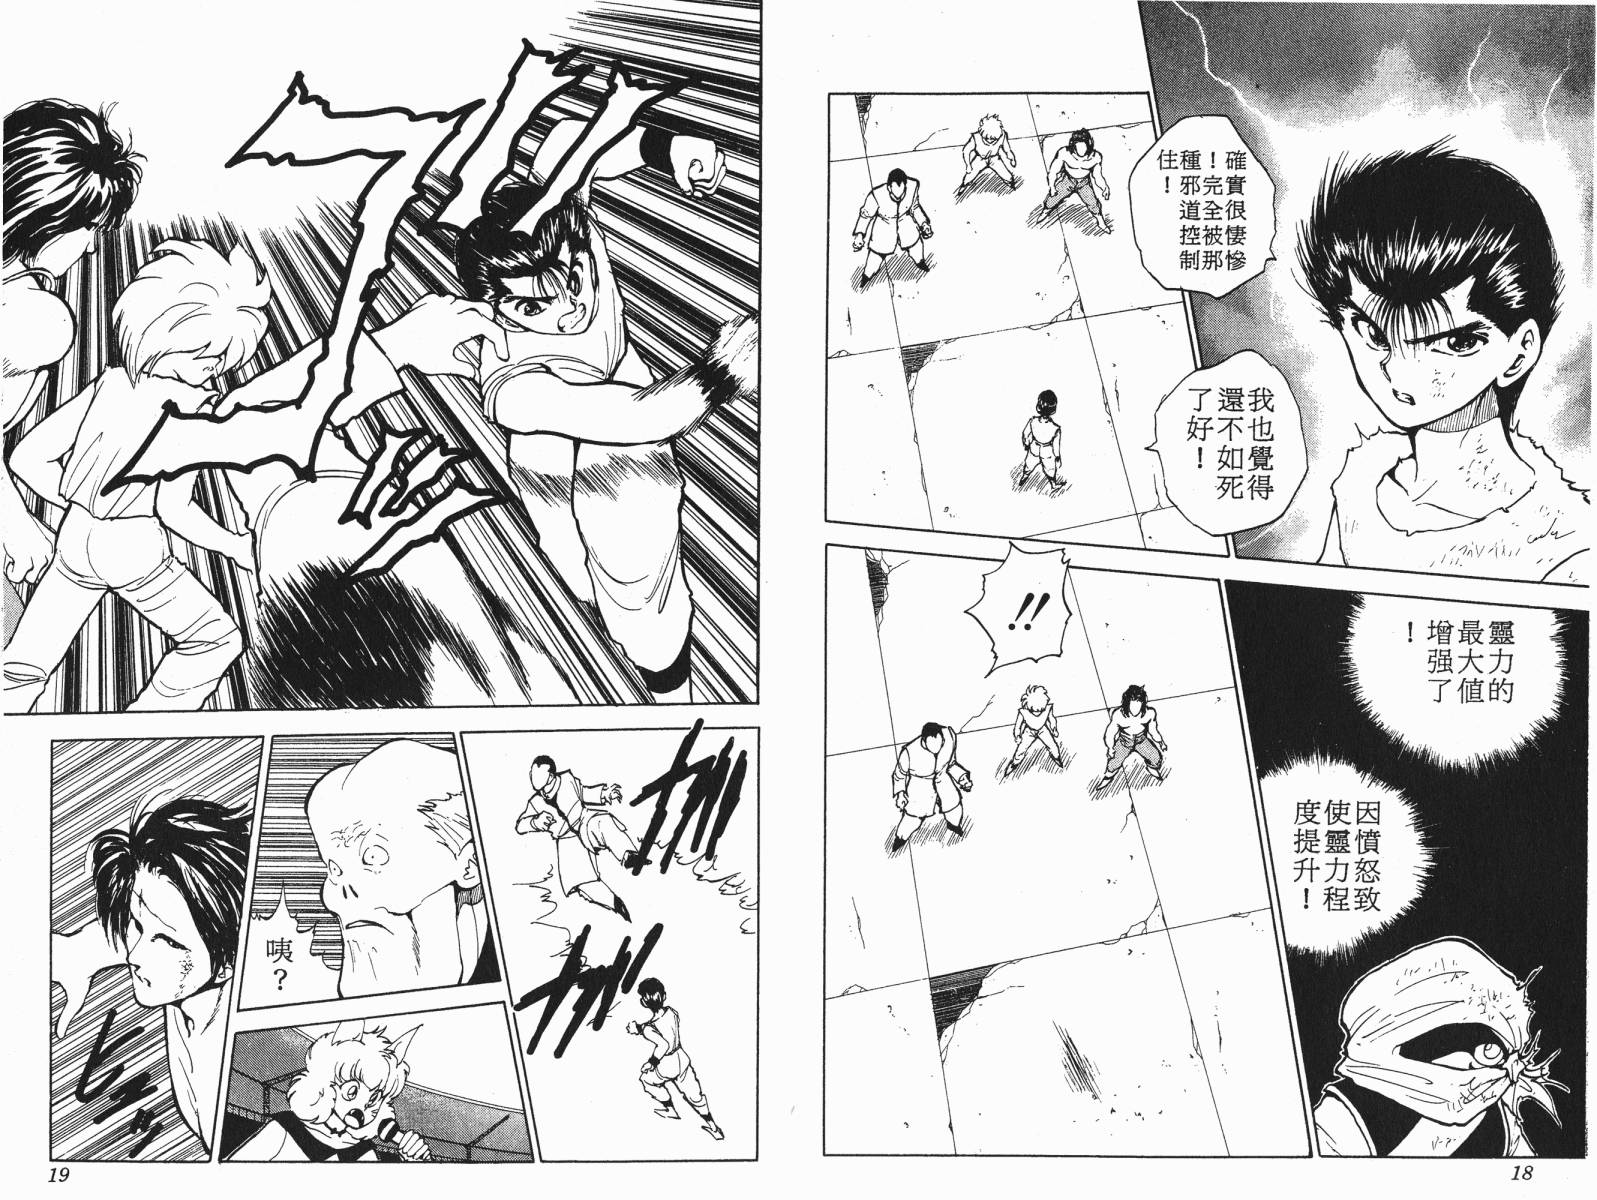 確實很悽慘
！完全被那
種邪道控制
住！
我也覺得
還不如死
了好！
靈力的
最大值
增强了
！
因憤怒致
使靈力程
度提升！
!!
18
咦？
19